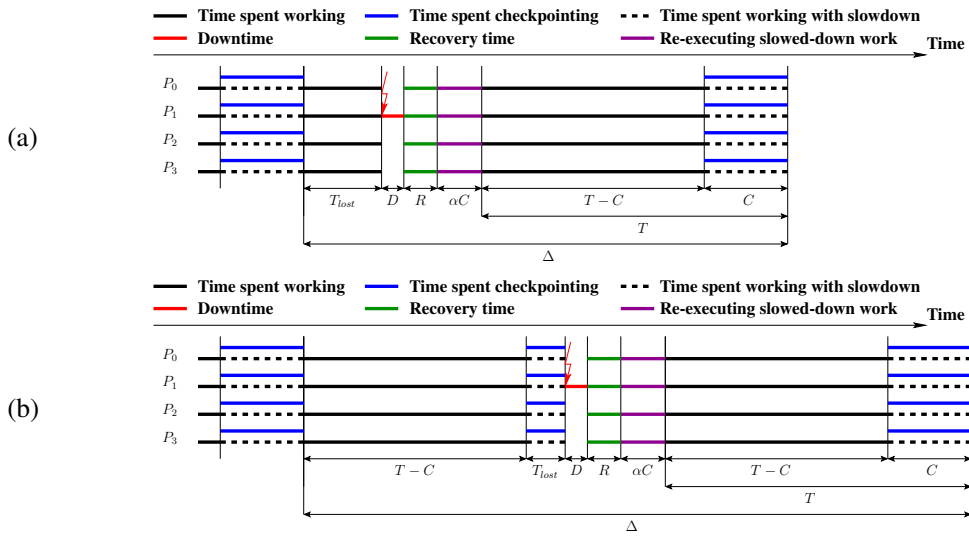 Time spent working Time spent checkpointing Time spent working with slowdown
Downtime Recovery time Re-executing slowed-down work
Time
P0
P1
(a)
P2
P3
Tlost D R αC T − C C
T
Δ
Time spent working Time spent checkpointing Time spent working with slowdown
Downtime Recovery time Re-executing slowed-down work
Time
P0
P1
(b)
P2
P3
T − C Tlost D R αC T − C C
T
Δ